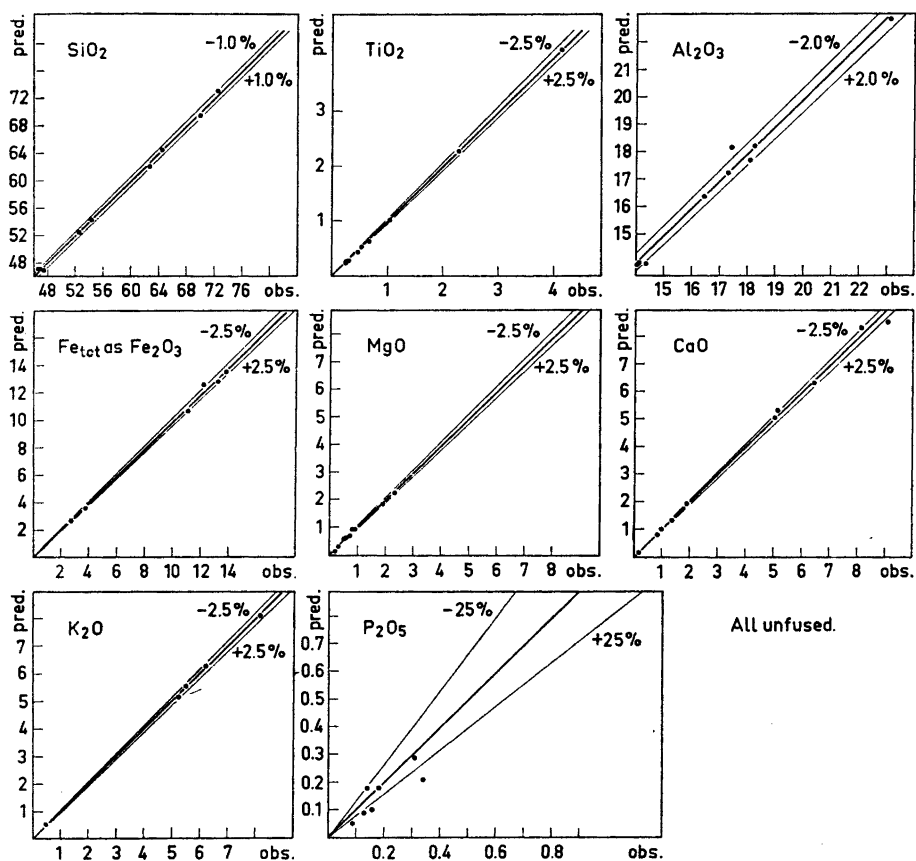 pred.
SiO2
-1.0%
+1.0%
72
68
64
60
56
52
48
48 52 56 60 64 68 72 76 obs.
TiO2
-2.5%
+2.5%
3
2
1
1 2 3 4 obs.
pred.
Al2O3
-2.0%
+2.0%
22
21
20
19
18
17
16
15
15 16 17 18 19 20 21 22 obs.
pred.
Fetot as Fe2O3
-2.5%
+2.5%
14
12
10
8
6
4
2
2 4 6 8 10 12 14 obs.
pred.
MgO
-2.5%
+2.5%
8
7
6
5
4
3
2
1
1 2 3 4 5 6 7 8 obs.
pred.
CaO
-2.5%
+2.5%
7
6
5
4
3
2
1
1 2 3 4 5 6 7 8 obs.
pred.
K2O
-2.5%
+2.5%
7
6
5
4
3
2
1
1 2 3 4 5 6 7 obs.
pred.
P2O5
-25%
+25%
0.7
0.6
0.5
0.4
0.3
0.2
0.1
0.2 0.4 0.6 0.8 obs.
All unfused.